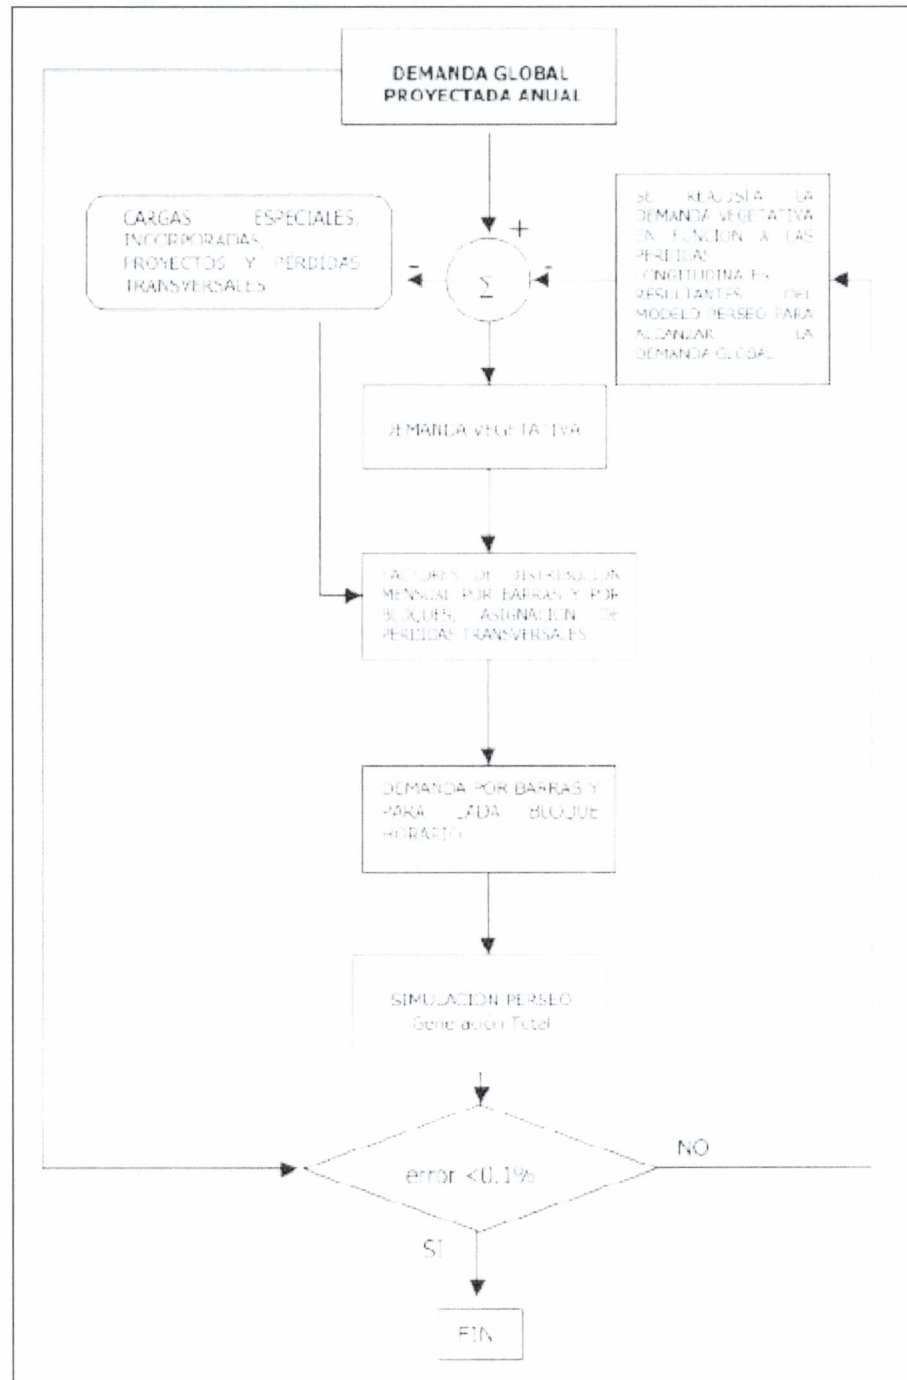 DEMANDA GLOBAL
PROYECTADA ANUAL
CARGAS ESPECIALES,
INCORPORADAS,
PROYECTOS Y PERDIDAS
TRANSVERSALES
+
-
Σ
-
SE REAJUSTA LA
DEMANDA VEGETATIVA
EN FUNCION A LAS
PERDIDAS
LONGITUDINALES
RESULTANTES DEL
MODELO PERSEO PARA
ALCANZAR LA
DEMANDA GLOBAL
DEMANDA VEGETATIVA
FACTORES DE DISTRIBUCION
MENSUAL POR BARRAS Y POR
BLOQUES, ASIGNACION DE
PERDIDAS TRANSVERSALES
DEMANDA POR BARRAS Y
PARA CADA BLOQUE
HORARIO
SIMULACION PERSEO
Generación Total
error <0.1%
NO
SI
FIN